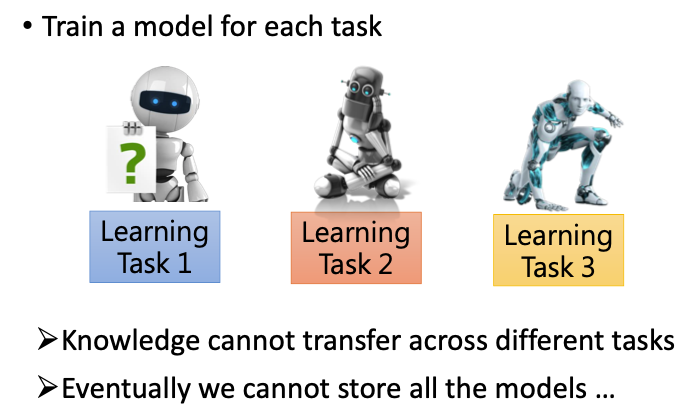 • Train a model for each task
?
Learning
Task 1
Learning
Task 2
Learning
Task 3
➢Knowledge cannot transfer across different tasks
➢Eventually we cannot store all the models …